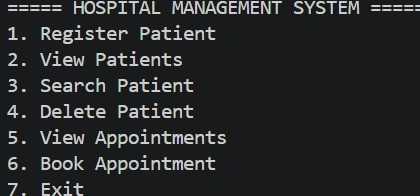 ===== HOSPITAL MANAGEMENT SYSTEM =====
1. Register Patient
2. View Patients
3. Search Patient
4. Delete Patient
5. View Appointments
6. Book Appointment
7. Exit